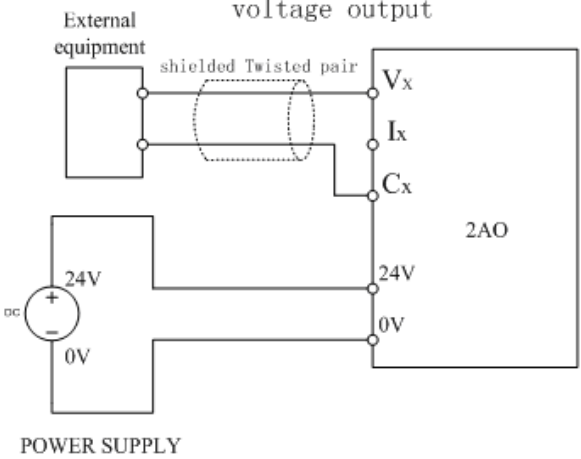 voltage output
External
equipment
shielded Twisted pair
Vx
Ix
Cx
2AO
24V
24V
+
DC
−
0V
0V
POWER SUPPLY